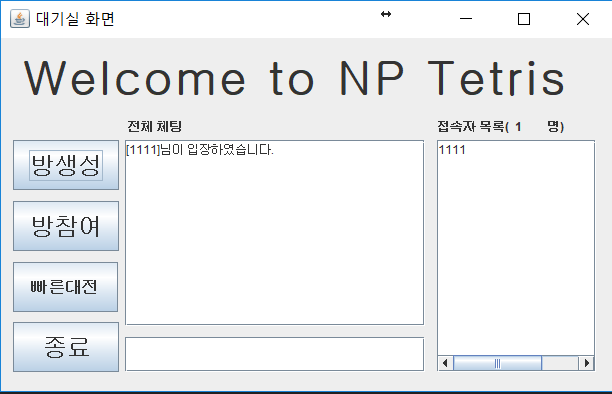 대기실 화면
Welcome to NP Tetris
전체 체팅
접속자 목록( 1 명)
방생성
방참여
빠른대전
종료
[1111]님이 입장하였습니다.
1111